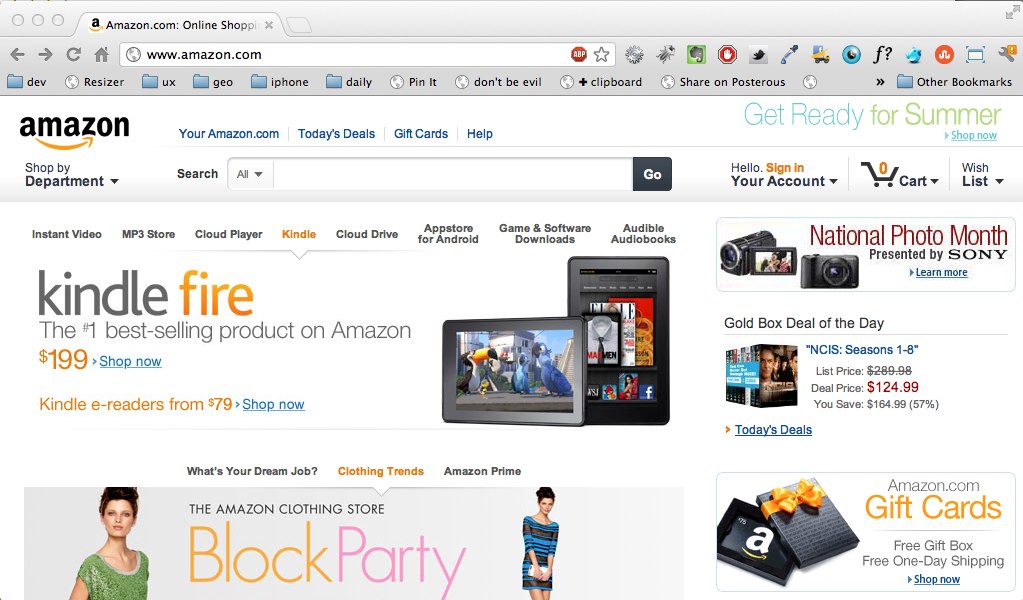 Amazon.com: Online Shoppi
www.amazon.com
ABP
f?
dev
Resizer
ux
geo
iphone
daily
Pin It
don't be evil
+ clipboard
Share on Posterous
»
Other Bookmarks
amazon
Your Amazon.com
Today's Deals
Gift Cards
Help
Get Ready for Summer
Shop now
Shop by
Department
Search
All
Go
Hello. Sign in
Your Account
0
Cart
Wish
List
Instant Video
MP3 Store
Cloud Player
Kindle
Cloud Drive
Appstore
for Android
Game & Software
Downloads
Audible
Audiobooks
kindle fire
The #1 best-selling product on Amazon
$199 Shop now
Kindle e-readers from $79 Shop now
ELLE
MAD MEN
WSJ
National Photo Month
Presented by SONY
Learn more
Gold Box Deal of the Day
"NCIS: Seasons 1-8"
List Price: $289.98
Deal Price: $124.99
You Save: $164.99 (57%)
Today's Deals
What's Your Dream Job?
Clothing Trends
Amazon Prime
THE AMAZON CLOTHING STORE
BlockParty
$75
Amazon.com
Gift Cards
Free Gift Box
Free One-Day Shipping
Shop now